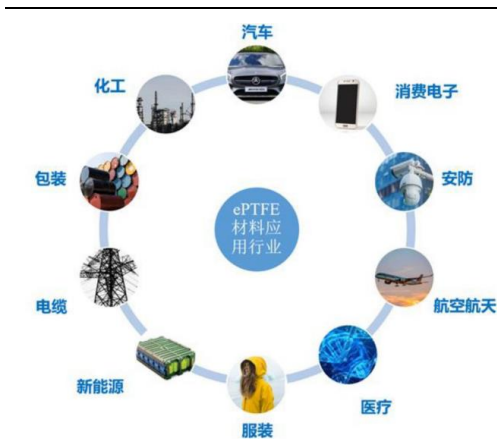 汽车
消费电子
安防
航空航天
医疗
服装
新能源
电缆
包装
化工
ePTFE
材料应
用行业